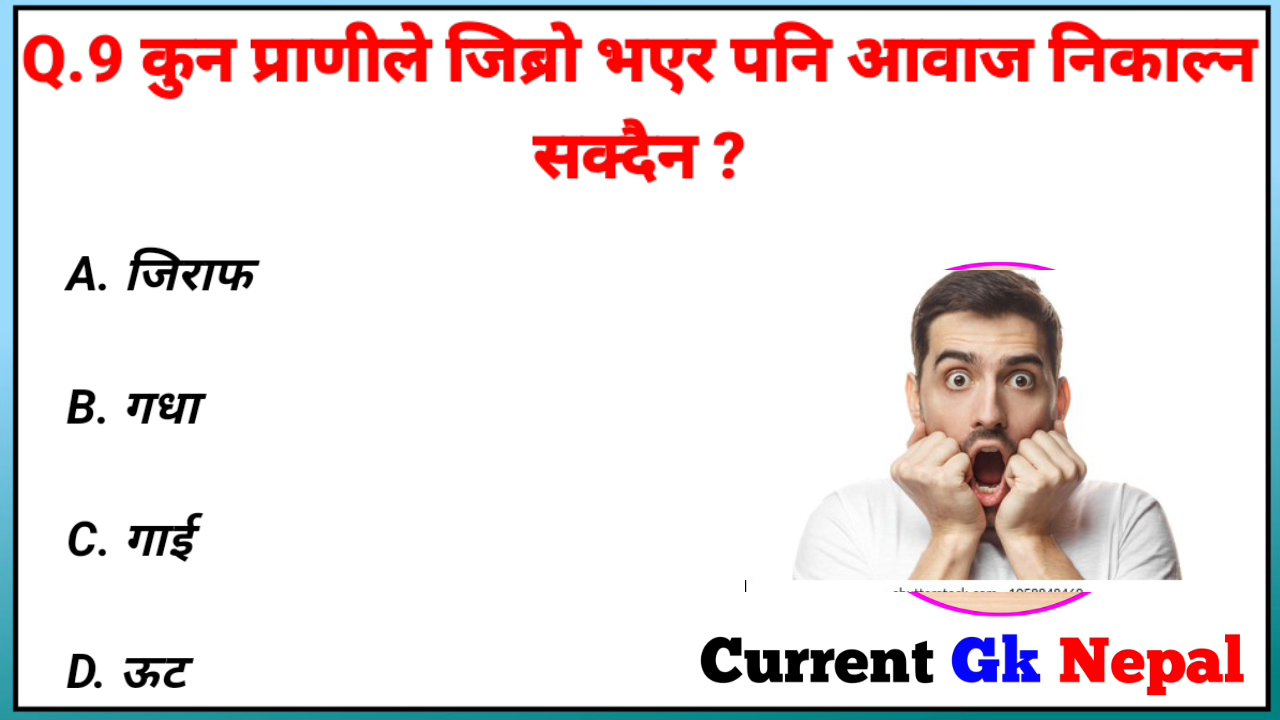 Q.9 कुन प्राणीले जिब्रो भएर पनि आवाज निकाल्न
सक्दैन ?
A. जिराफ
B. गधा
C. गाई
D. ऊट
Current Gk Nepal